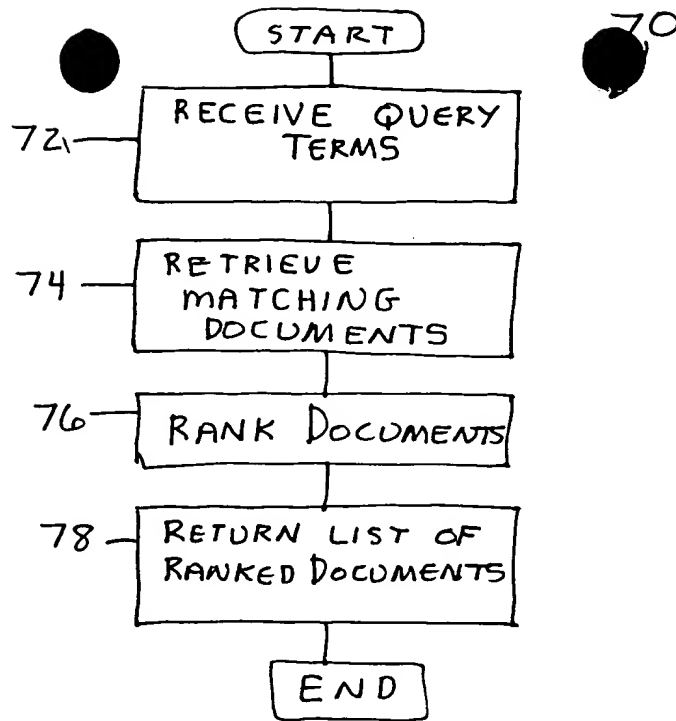 70
START
72
RECEIVE QUERY
TERMS
74
RETRIEVE
MATCHING
DOCUMENTS
76
RANK DOCUMENTS
78
RETURN LIST OF
RANKED DOCUMENTS
END